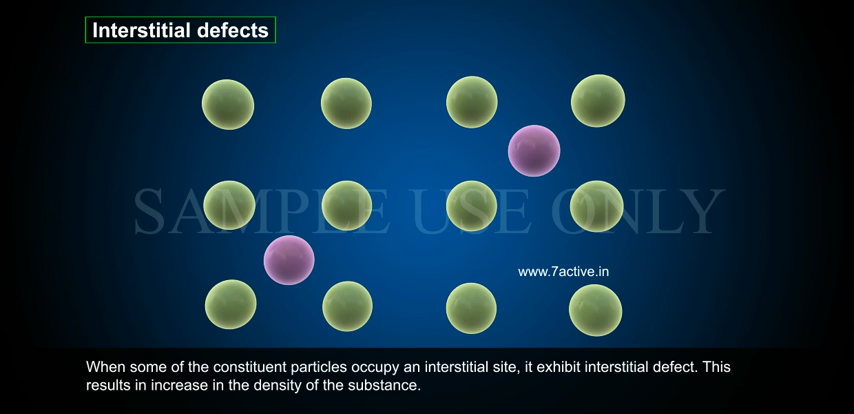 Interstitial defects
SAMPLE USE ONLY
www.7active.in
When some of the constituent particles occupy an interstitial site, it exhibit interstitial defect. This
results in increase in the density of the substance.